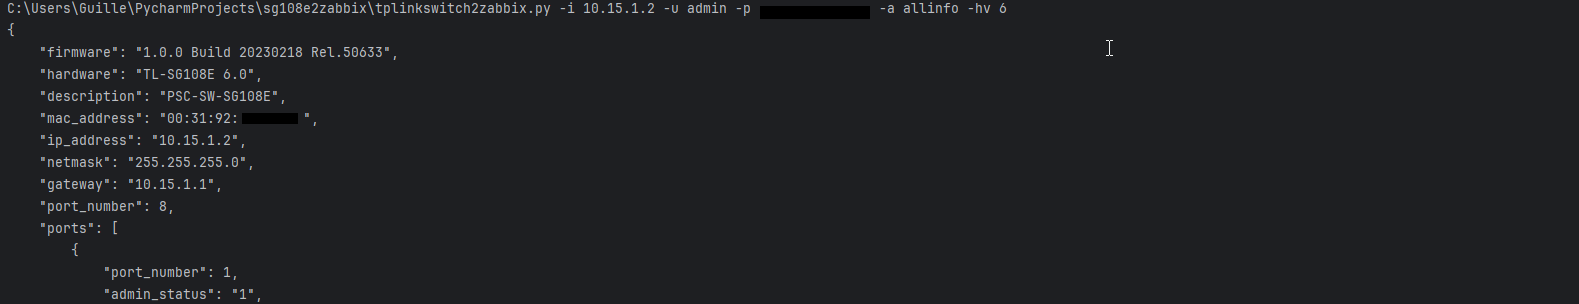 C:\Users\Guille\PycharmProjects\sg108e2zabbix\tplinkswitch2zabbix.py -i 10.15.1.2 -u admin -p -a allinfo -hv 6
{
    "firmware": "1.0.0 Build 20230218 Rel.50633",
    "hardware": "TL-SG108E 6.0",
    "description": "PSC-SW-SG108E",
    "mac_address": "00:31:92: ",
    "ip_address": "10.15.1.2",
    "netmask": "255.255.255.0",
    "gateway": "10.15.1.1",
    "port_number": 8,
    "ports": [
        {
            "port_number": 1,
            "admin_status": "1",